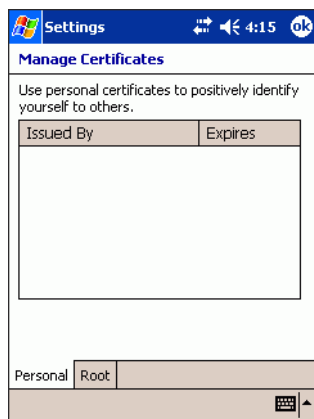 Settings 4:15 ok
Manage Certificates
Use personal certificates to positively identify
yourself to others.
Issued By Expires
Personal Root